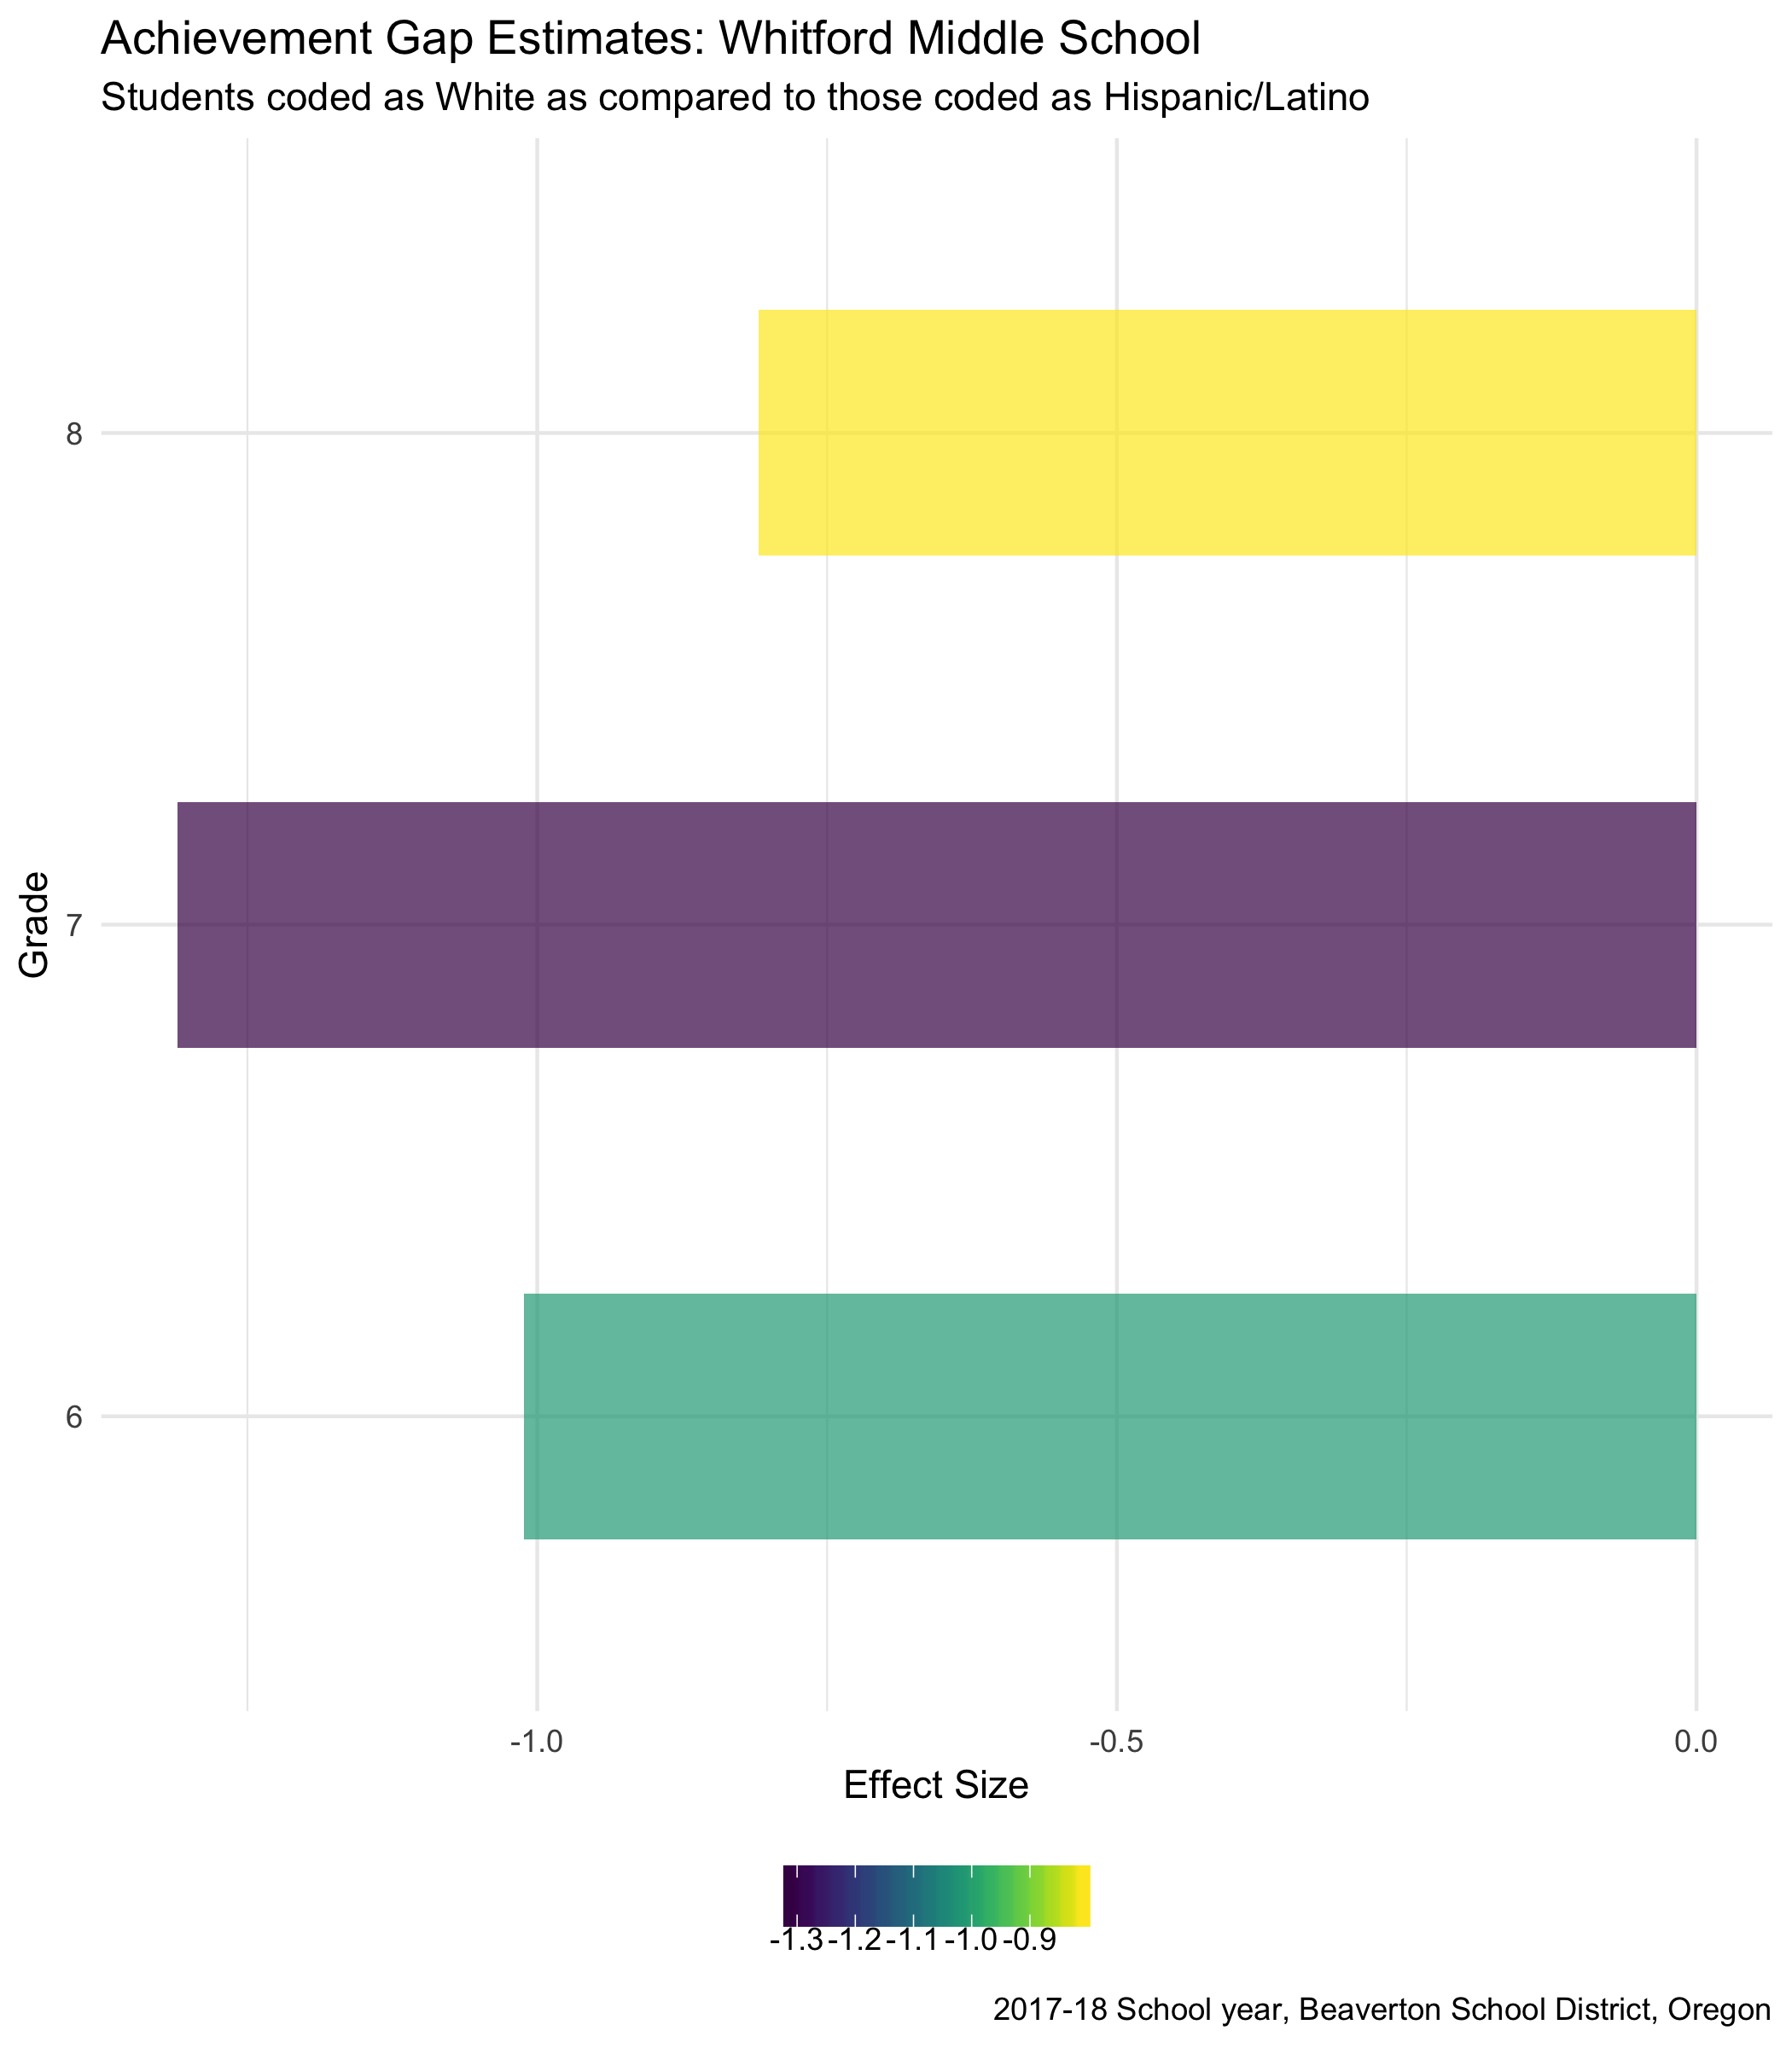 Achievement Gap Estimates: Whitford Middle School
Students coded as White as compared to those coded as Hispanic/Latino
8
7
6
Grade
-1.0 -0.5 0.0
Effect Size
-1.3 -1.2 -1.1 -1.0 -0.9
2017-18 School year, Beaverton School District, Oregon